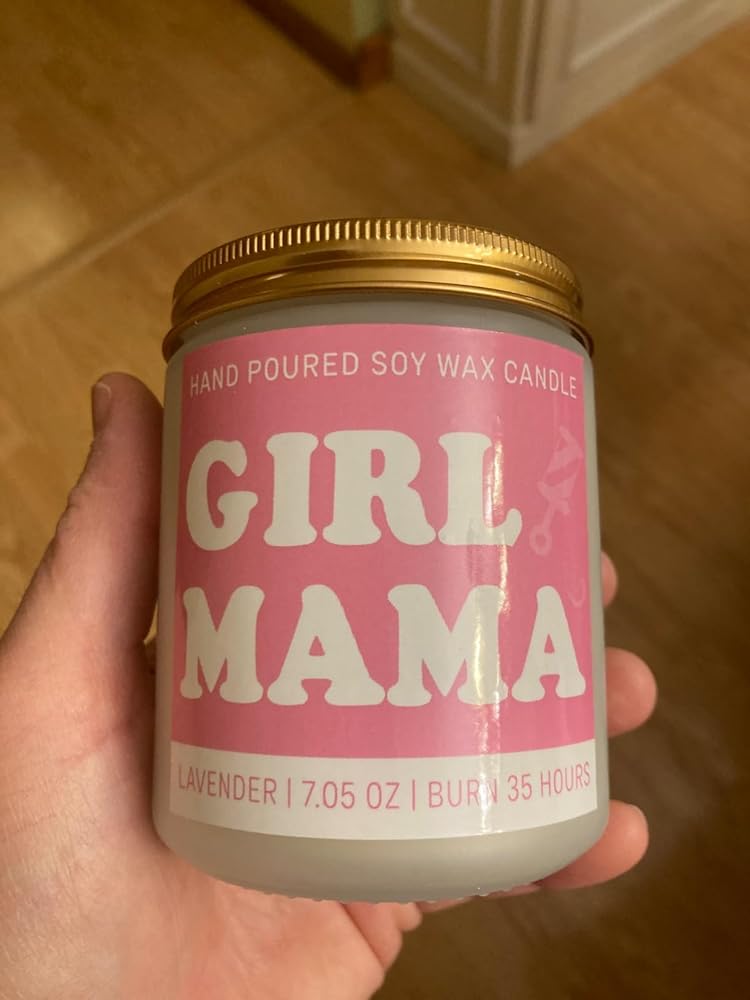 HAND POURED SOY WAX CANDLE
GIRL
MAMA
LAVENDER | 7.05 OZ | BURN 35 HOURS